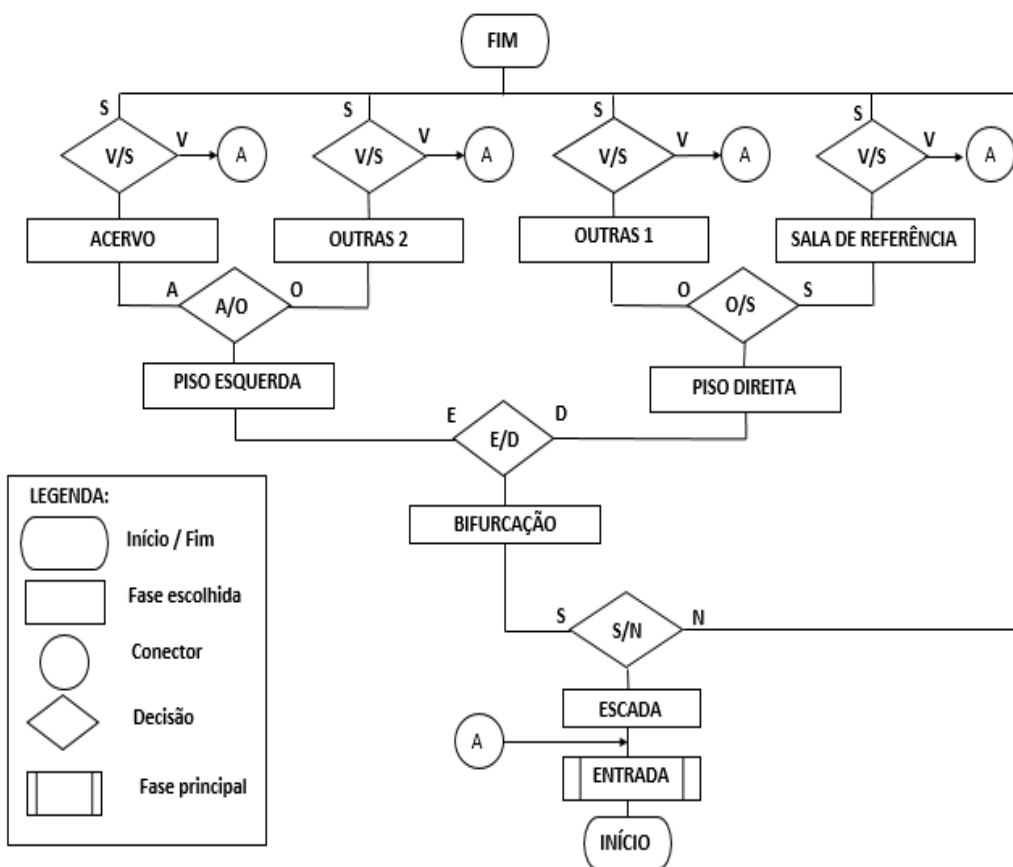 FIM
S
S
S
S
V/S
V
A
V/S
V
A
V/S
V
A
V/S
V
A
ACERVO
OUTRAS 2
OUTRAS 1
SALA DE REFERÊNCIA
A
A/O
O
O
O/S
S
PISO ESQUERDA
PISO DIREITA
E
E/D
D
BIFURCAÇÃO
LEGENDA:
Início / Fim
Fase escolhida
Conector
Decisão
Fase principal
S
S/N
N
ESCADA
A
ENTRADA
INÍCIO